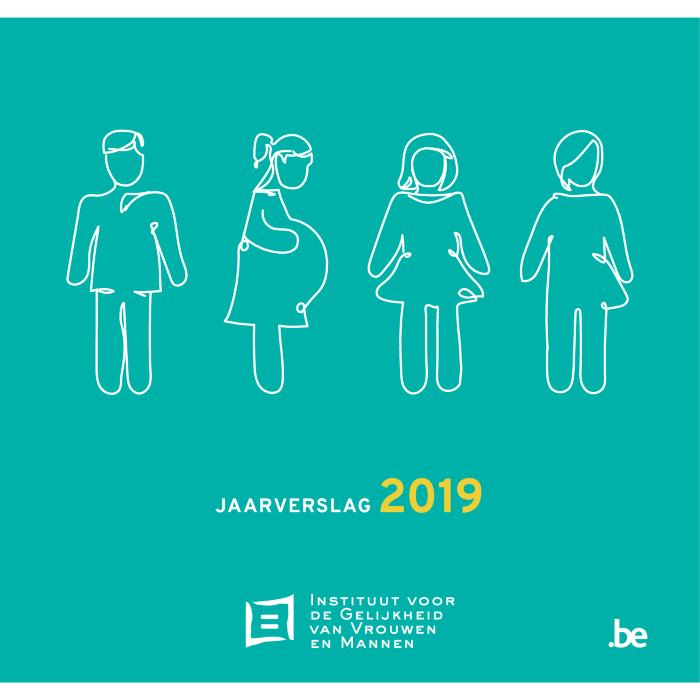 JAARVERSLAG 2019
INSTITUUT VOOR
DE GELIJKHEID
VAN VROUWEN
EN MANNEN
.be